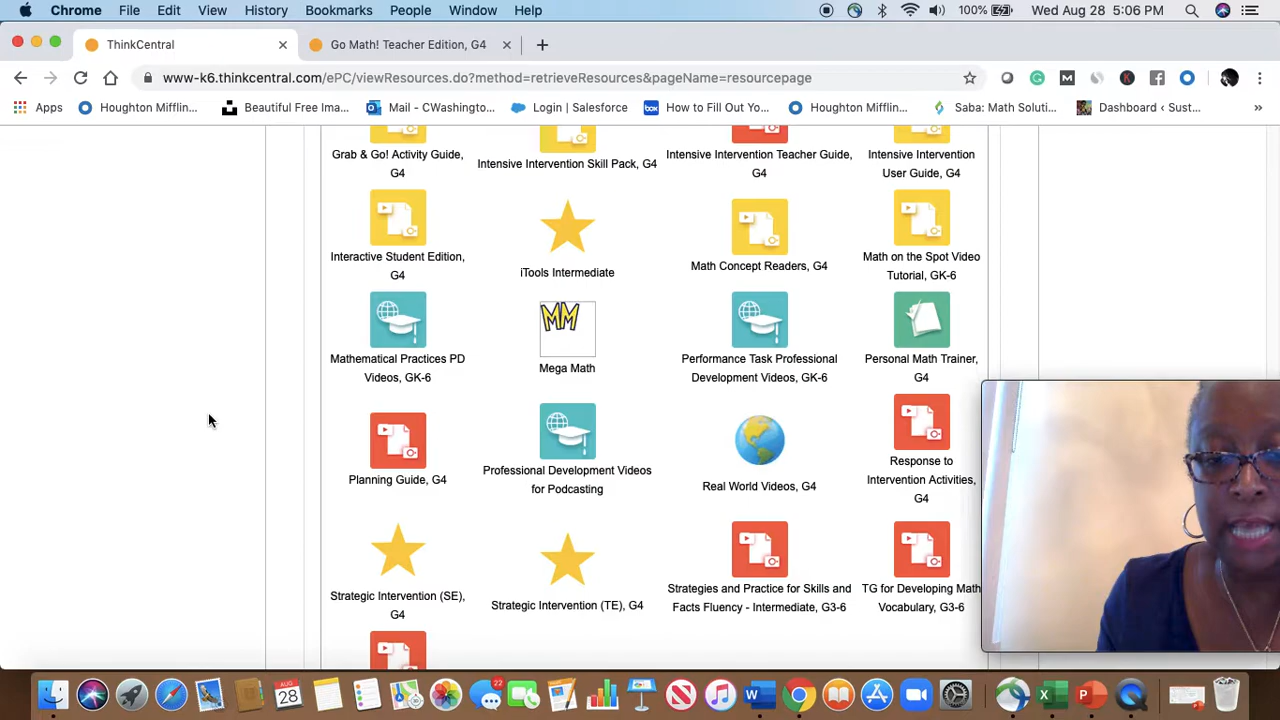 Chrome File Edit View History Bookmarks People Window Help 100% Wed Aug 28 5:06 PM
ThinkCentral Go Math! Teacher Edition, G4
www-k6.thinkcentral.com/ePC/viewResources.do?method=retrieveResources&pageName=resourcepage
Apps Houghton Mifflin... Beautiful Free Ima... Mail - CWashingto... Login | Salesforce How to Fill Out Yo... Houghton Mifflin... Saba: Math Soluti... Dashboard ‹ Sust...
Grab & Go! Activity Guide, G4
Intensive Intervention Skill Pack, G4
Intensive Intervention Teacher Guide, G4
Intensive Intervention User Guide, G4
Interactive Student Edition, G4
iTools Intermediate
Math Concept Readers, G4
Math on the Spot Video Tutorial, GK-6
MM
Mathematical Practices PD Videos, GK-6
Mega Math
Performance Task Professional Development Videos, GK-6
Personal Math Trainer, G4
Planning Guide, G4
Professional Development Videos for Podcasting
Real World Videos, G4
Response to Intervention Activities, G4
Strategic Intervention (SE), G4
Strategic Intervention (TE), G4
Strategies and Practice for Skills and Facts Fluency - Intermediate, G3-6
TG for Developing Math Vocabulary, G3-6
AUG 28
22